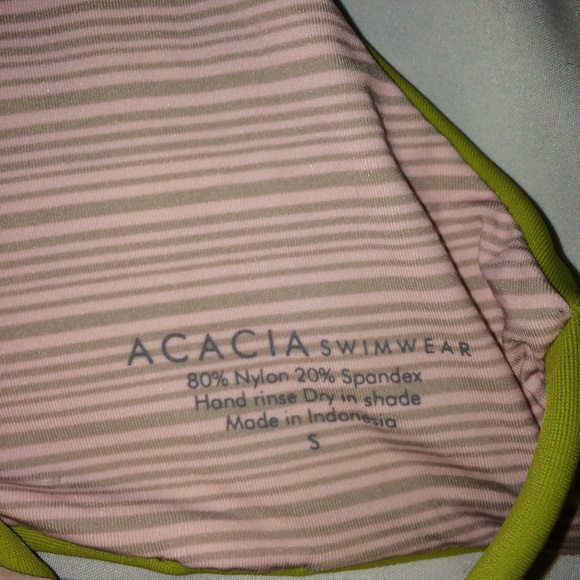 ACACIA SWIMWEAR
80% Nylon 20% Spandex
Hand rinse Dry in shade
Made in Indonesia
S